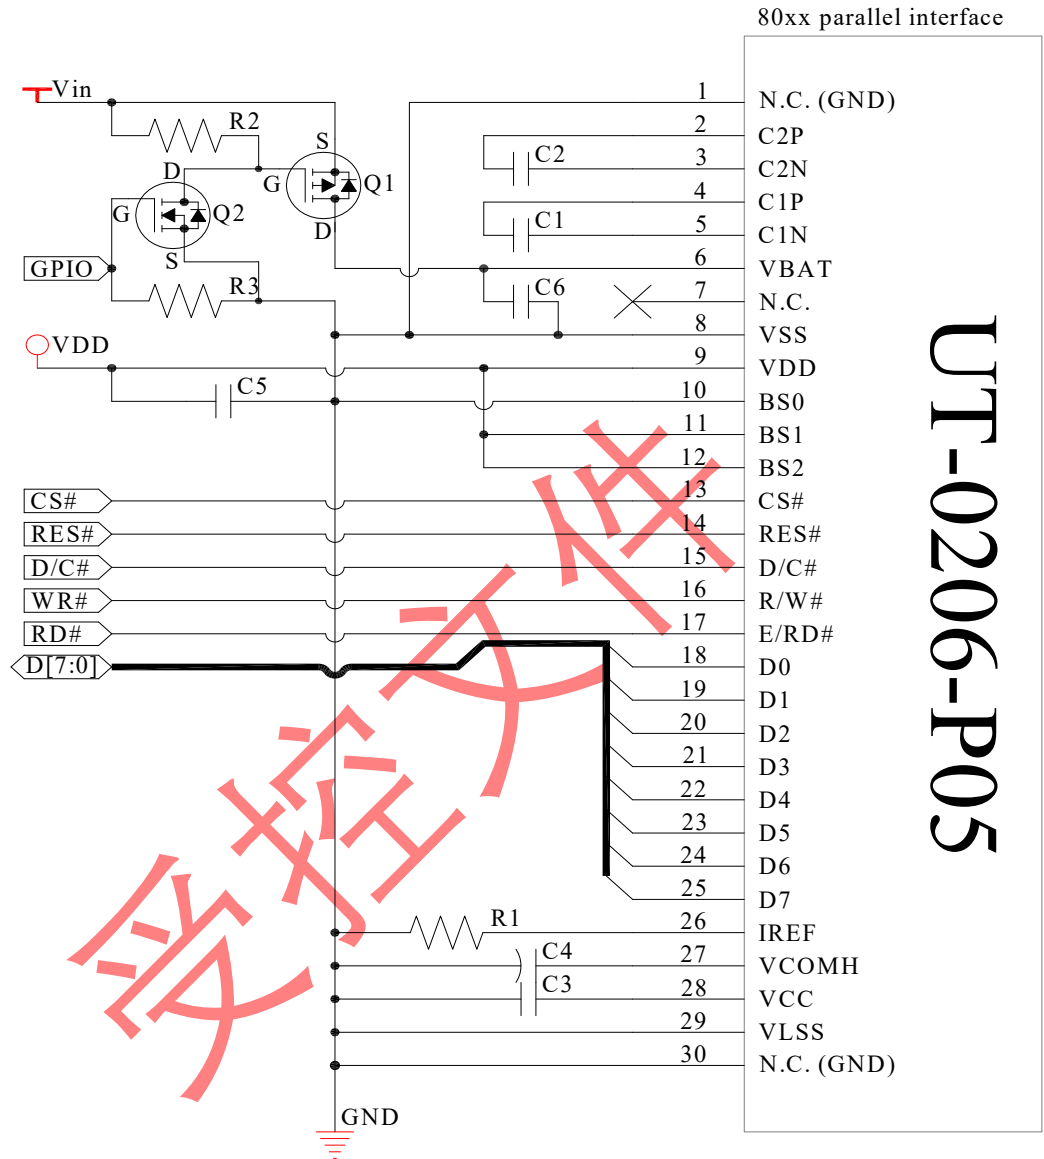 80xx parallel interface
Vin
R2
S
D
G
Q1
G
Q2
D
S
GPIO
R3
VDD
C5
C2
C1
C6
1 N.C. (GND)
2 C2P
3 C2N
4 C1P
5 C1N
6 VBAT
7 N.C.
8 VSS
9 VDD
10 BS0
11 BS1
12 BS2
CS# 13 CS#
RES# 14 RES#
D/C# 15 D/C#
WR# 16 R/W#
RD# 17 E/RD#
D[7:0] 18 D0
19 D1
20 D2
21 D3
22 D4
23 D5
24 D6
25 D7
R1 26 IREF
C4 27 VCOMH
C3 28 VCC
29 VLSS
30 N.C. (GND)
GND
UT-0206-P05
受控文件